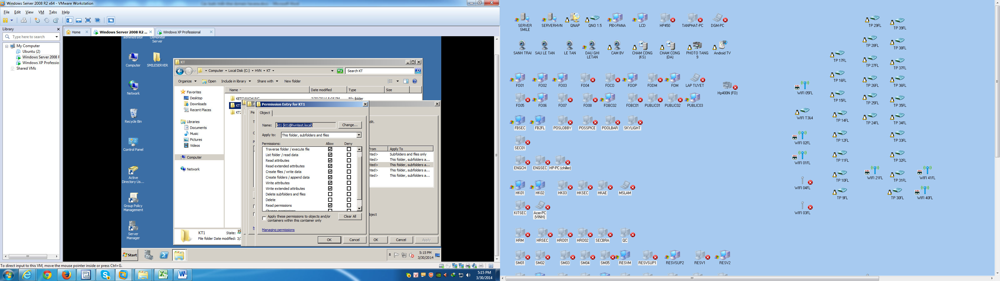 Windows Server 2008 R2 x64 - VMware Workstation
File Edit View VM Tabs Help
Library
Type here to search
My Computer
Ubuntu (2)
Windows Server 2008 F
Windows XP Professio
Shared VMs
Home
Windows Server 2008 R2 ...
Windows XP Professional
administrator
OsMonitor
Server
Computer
SMILESERVER
Network
Recycle Bin
Control Panel
Active
Directory Us...
Group Policy
Management
Server
Manager
KT
Computer Local Disk (C:) HVN KT
Search KT
Organize Open Include in library Share with New folder
Favorites
Desktop
Downloads
Recent Places
Libraries
Documents
Music
Pictures
Videos
Computer
Network
Name Date modified Type Size
KETOANCHUNG 3/30/2014 5:05 PM File folder
KT1
KT2
KT1 State:
File folder Date modified: 3/
Permission Entry for KT1
Object
Name: kt1 (kt1@hvntest.local) Change...
Apply to: This folder, subfolders and files
Permissions: Allow Deny
Traverse folder / execute file
List folder / read data
Read attributes
Read extended attributes
Create files / write data
Create folders / append data
Write attributes
Write extended attributes
Delete subfolders and files
Delete
Read permissions
Change permissions
Apply these permissions to objects and/or
containers within this container only
Clear All
Managing permissions
OK Cancel
Pe
dit.
From Apply To
rited> Subfolders and files only
rited> This folder, subfolders a...
rited> This folder, subfolders a...
rited> This folder, subfolders a...
rited> This folder, subfolders a...
bject
OK Cancel Apply
Start
5:15 PM
3/30/2014
To direct input to this VM, move the mouse pointer inside or press Ctrl+G.
5:15 PM
3/30/2014
SERVER
SMILE
SERVERHVN
QNAP
QNO 1.5
PBX-PANA
LCD
HP450
TANPHAT-PC
DGM-PC
SANH TRAI
SAU LE TAN
LE TAN
DAU GHI
LETAN
CAM BV
CHAM CONG
(KS)
CHAM CONG
(DA)
PHOTO TANG
9
Android TV
FO01
FO02
FO03
FO04
FOCO
FOOP
FODM
FOM
LAP TUYET
Hp400N (FO)
FO05
FO06
FO07
FO08
FOBC02
FOBC01
PUBLIC01
PUBLIC02
PUBLIC03
FBSEC
FB2FL
POSLOBBY
POSSPICE
POOLBAR
SKYLIGHT
SEC01
ENGCH
ENGSEC
HP-PC (chiller)
HK01
HK02
HK03
HKSEC
HKAE
MSLAM
KITSEC
Acer-PC
(VINH)
HRM
HRSEC
HRO01
HRO02
SECBRA
QC
SM01
SM02
SM03
SM04
SM05
RESVM
RESVSUP1
RESVSUP2
RESV1
RESV2
WIFI 05FL
WIFI T3&4
WIFI 02FL
WIFI 01FL
WIFI 04FL
WIFI 03FL
TP 17FL
TP 16FL
TP 15FL
TP 14FL
TP 12FL
TP 11FL
TP 10FL
TP 9FL
TP 29FL
TP 28FL
TP 27FL
TP 26FL
TP 25FL
TP 24FL
WIFI 21FL
TP 39FL
TP 38FL
TP 37FL
TP 36FL
TP 35FL
TP 34FL
TP 33FL
TP 32FL
TP 31FL
TP 30FL
WIFI 41FL
WIFI 40FL